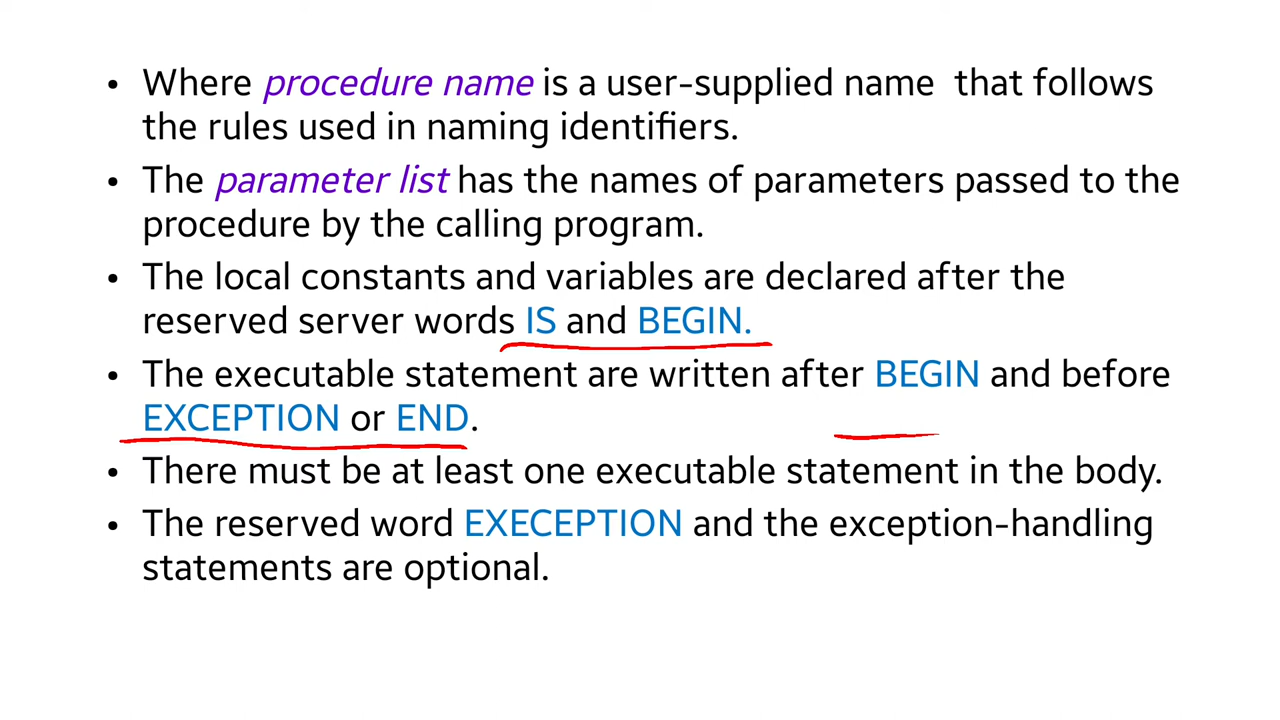 • Where procedure name is a user-supplied name that follows
the rules used in naming identifiers.
• The parameter list has the names of parameters passed to the
procedure by the calling program.
• The local constants and variables are declared after the
reserved server words IS and BEGIN.
• The executable statement are written after BEGIN and before
EXCEPTION or END.
• There must be at least one executable statement in the body.
• The reserved word EXECEPTION and the exception-handling
statements are optional.